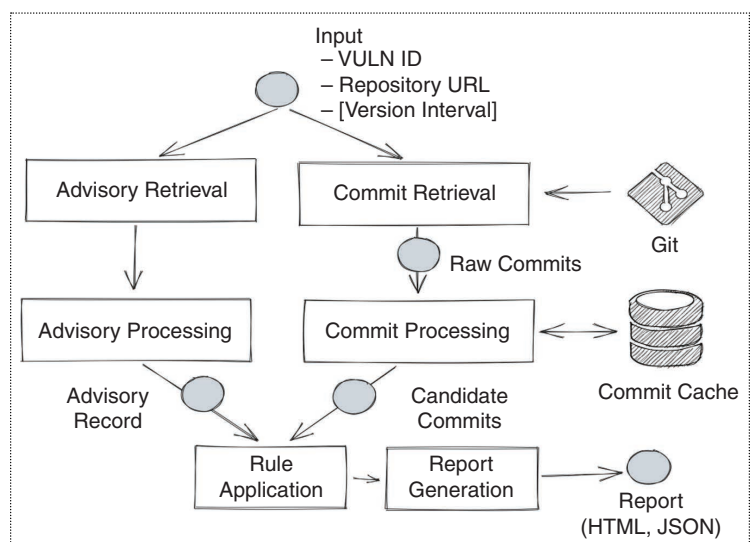 Input
– VULN ID
– Repository URL
– [Version Interval]
Advisory Retrieval
Commit Retrieval
Git
Raw Commits
Advisory Processing
Commit Processing
Commit Cache
Advisory
Record
Candidate
Commits
Rule
Application
Report
Generation
Report
(HTML, JSON)